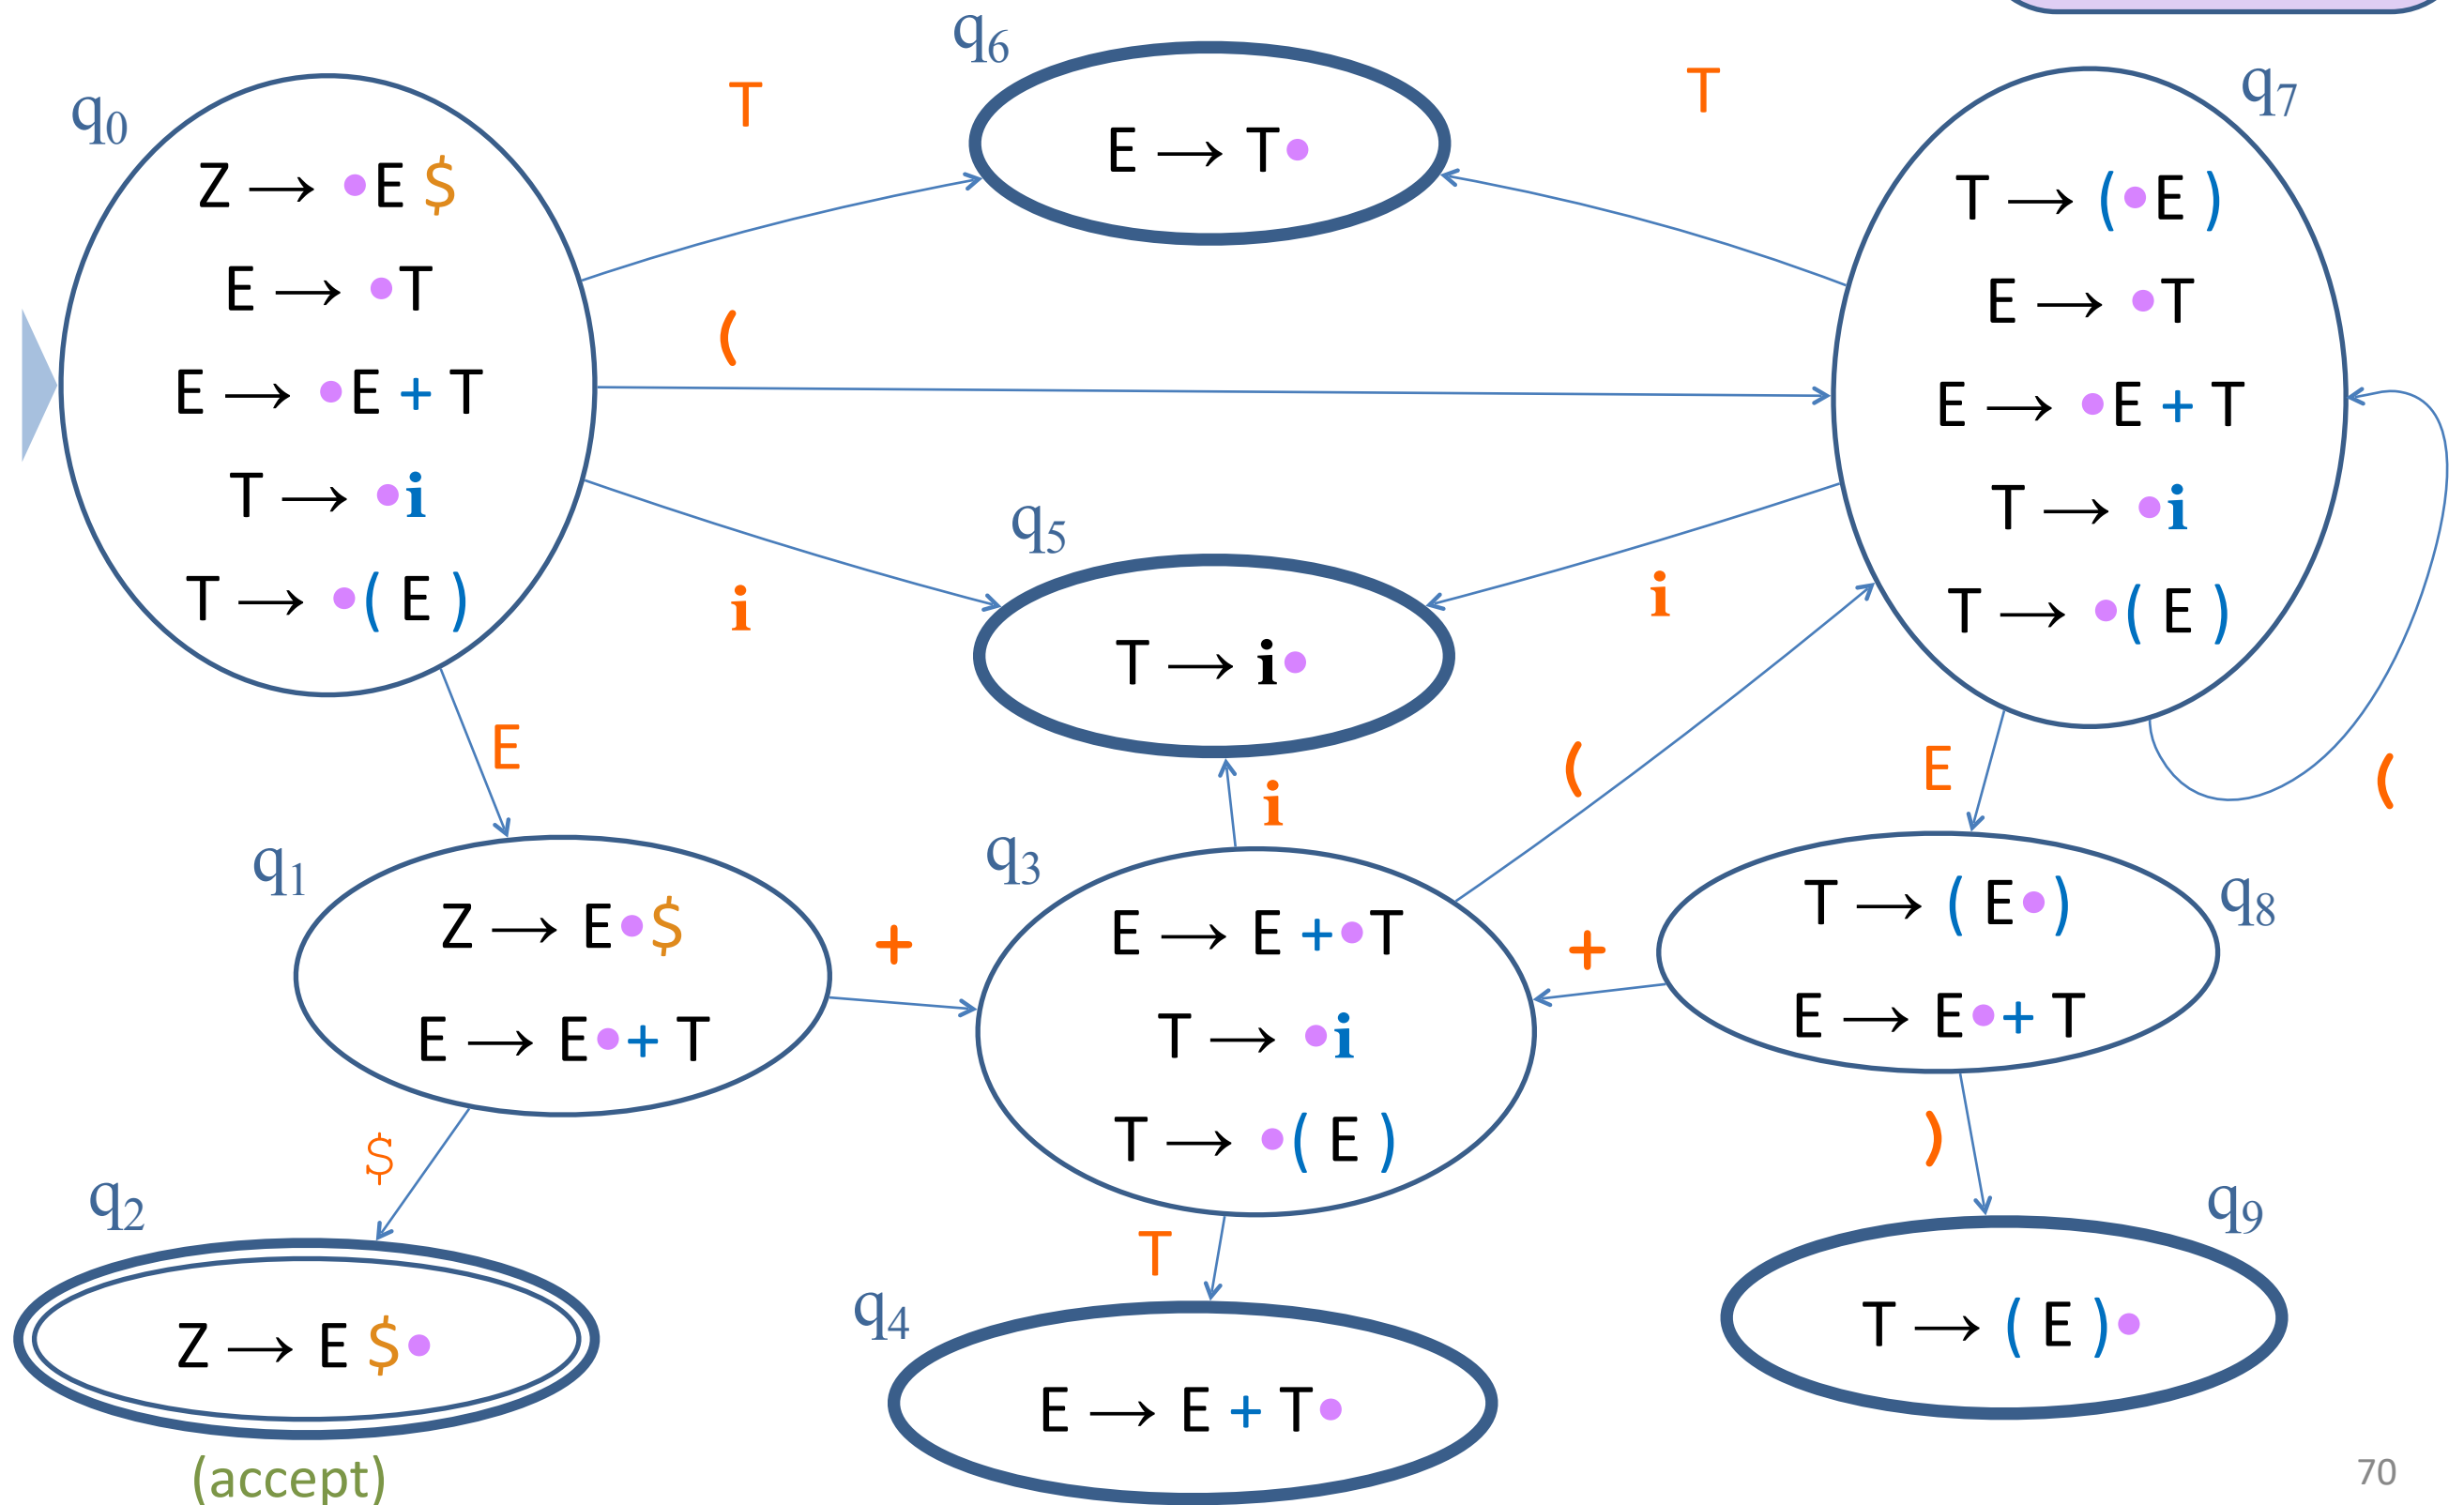 q0
Z → •E $
E → •T
E → •E + T
T → •i
T → •( E )
T
(
i
E
q6
E → T•
T
q7
T → (•E )
E → •T
E → •E + T
T → •i
T → •( E )
q5
T → i•
i
i
(
E
(
q1
Z → E•$
E → E•+ T
+
q3
E → E +•T
T → •i
T → •( E )
+
q8
T → ( E•)
E → E•+ T
$
q2
Z → E $•
(accept)
T
q4
E → E + T•
)
q9
T → ( E )•
70